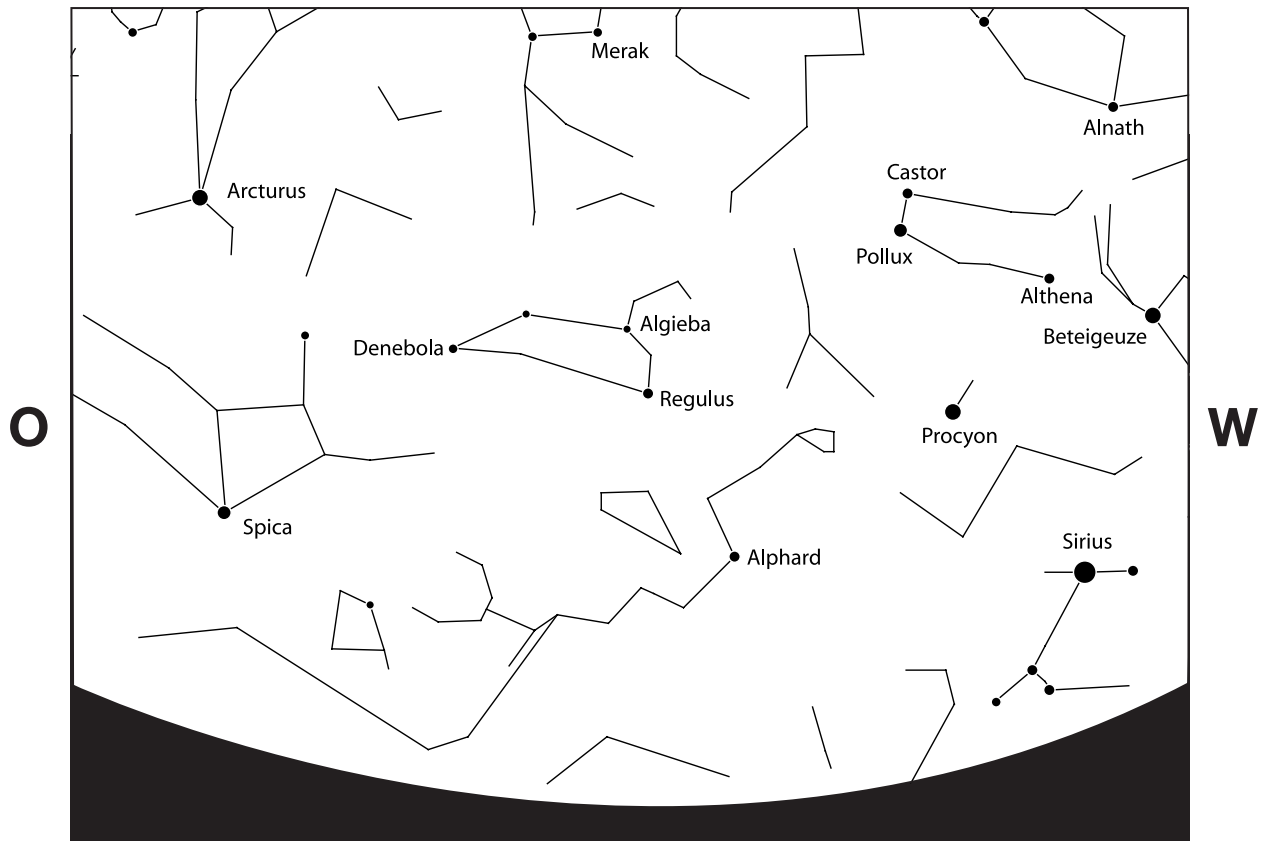 Merak
Alnath
Castor
Arcturus
Pollux
Althena
Algieba
Beteigeuze
Denebola
Regulus
O
W
Procyon
Spica
Sirius
Alphard